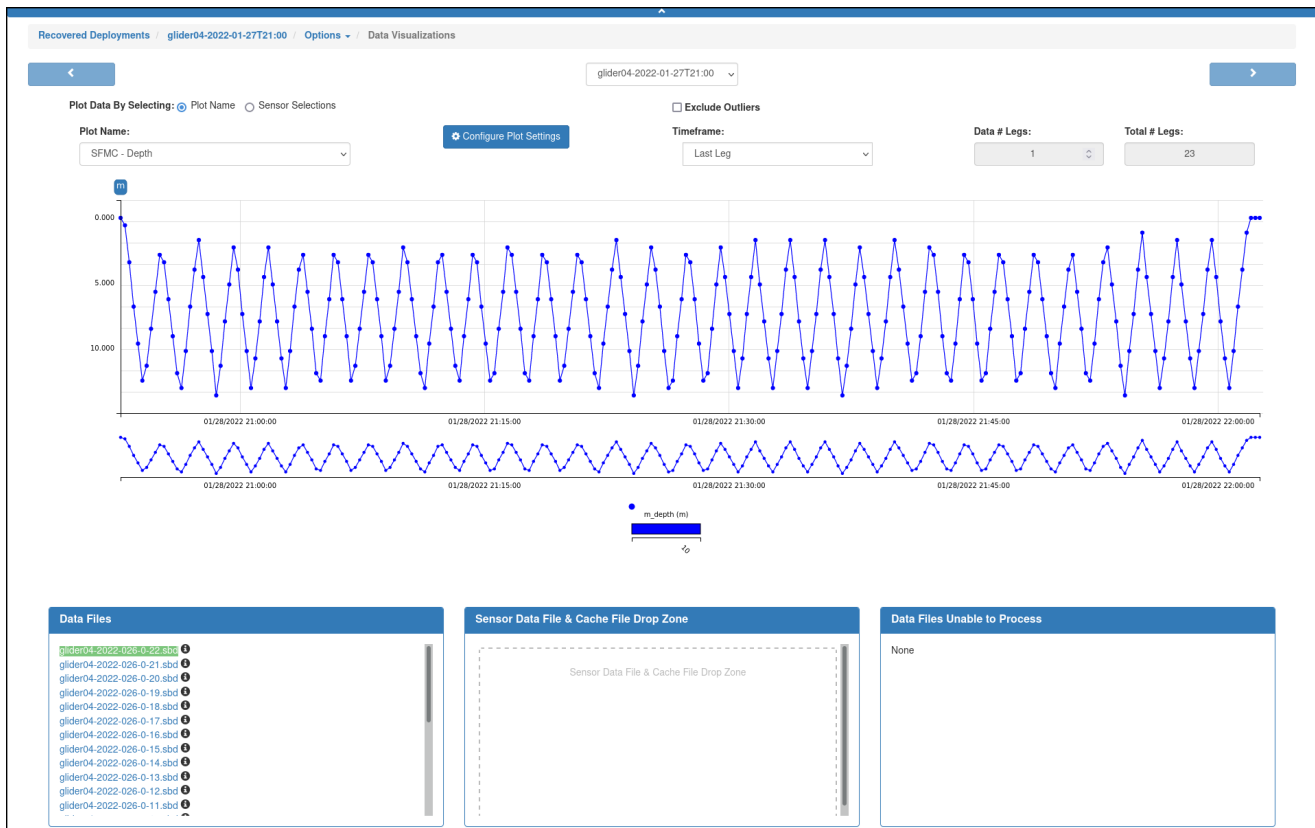 Recovered Deployments / glider04-2022-01-27T21:00 / Options / Data Visualizations
glider04-2022-01-27T21:00
Plot Data By Selecting: Plot Name Sensor Selections
Exclude Outliers
Plot Name:
Configure Plot Settings
Timeframe:
Data # Legs:
Total # Legs:
SFMC - Depth
Last Leg
1
23
m
0.000
5.000
10.000
01/28/2022 21:00:00
01/28/2022 21:15:00
01/28/2022 21:30:00
01/28/2022 21:45:00
01/28/2022 22:00:00
01/28/2022 21:00:00
01/28/2022 21:15:00
01/28/2022 21:30:00
01/28/2022 21:45:00
01/28/2022 22:00:00
m_depth (m)
10
Data Files
glider04-2022-026-0-22.sbd
glider04-2022-026-0-21.sbd
glider04-2022-026-0-20.sbd
glider04-2022-026-0-19.sbd
glider04-2022-026-0-18.sbd
glider04-2022-026-0-17.sbd
glider04-2022-026-0-16.sbd
glider04-2022-026-0-15.sbd
glider04-2022-026-0-14.sbd
glider04-2022-026-0-13.sbd
glider04-2022-026-0-12.sbd
glider04-2022-026-0-11.sbd
Sensor Data File & Cache File Drop Zone
Sensor Data File & Cache File Drop Zone
Data Files Unable to Process
None